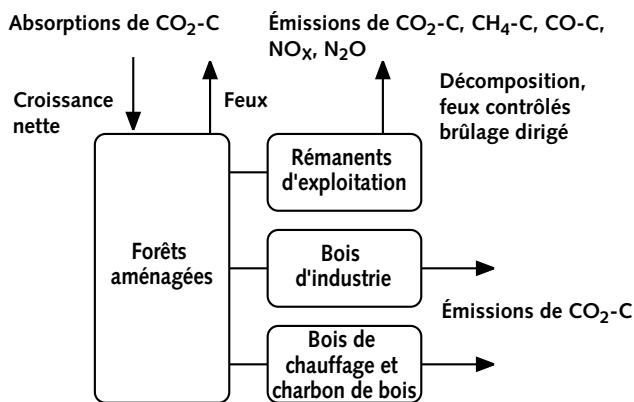 Absorptions de CO₂-C
Émissions de CO₂-C, CH₄-C, CO-C,
NOₓ, N₂O
Croissance
nette
Feux
Décomposition,
feux contrôlés
brûlage dirigé
Rémanents
d'exploitation
Forêts
aménagées
Bois
d'industrie
Émissions de CO₂-C
Bois de
chauffage et
charbon de bois